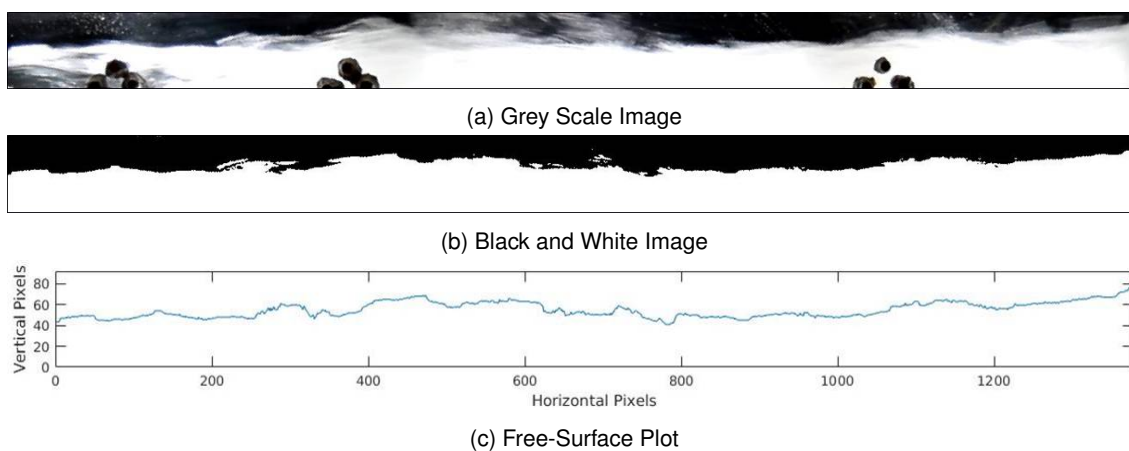 (a) Grey Scale Image
(b) Black and White Image
Vertical Pixels
80
60
40
20
0
0 200 400 600 800 1000 1200
Horizontal Pixels
(c) Free-Surface Plot